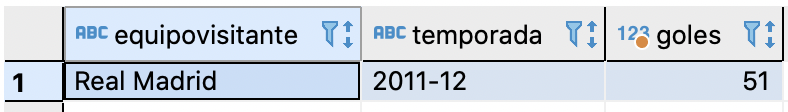 ABC equipovisitante ABC temporada 123 goles
1 Real Madrid 2011-12 51